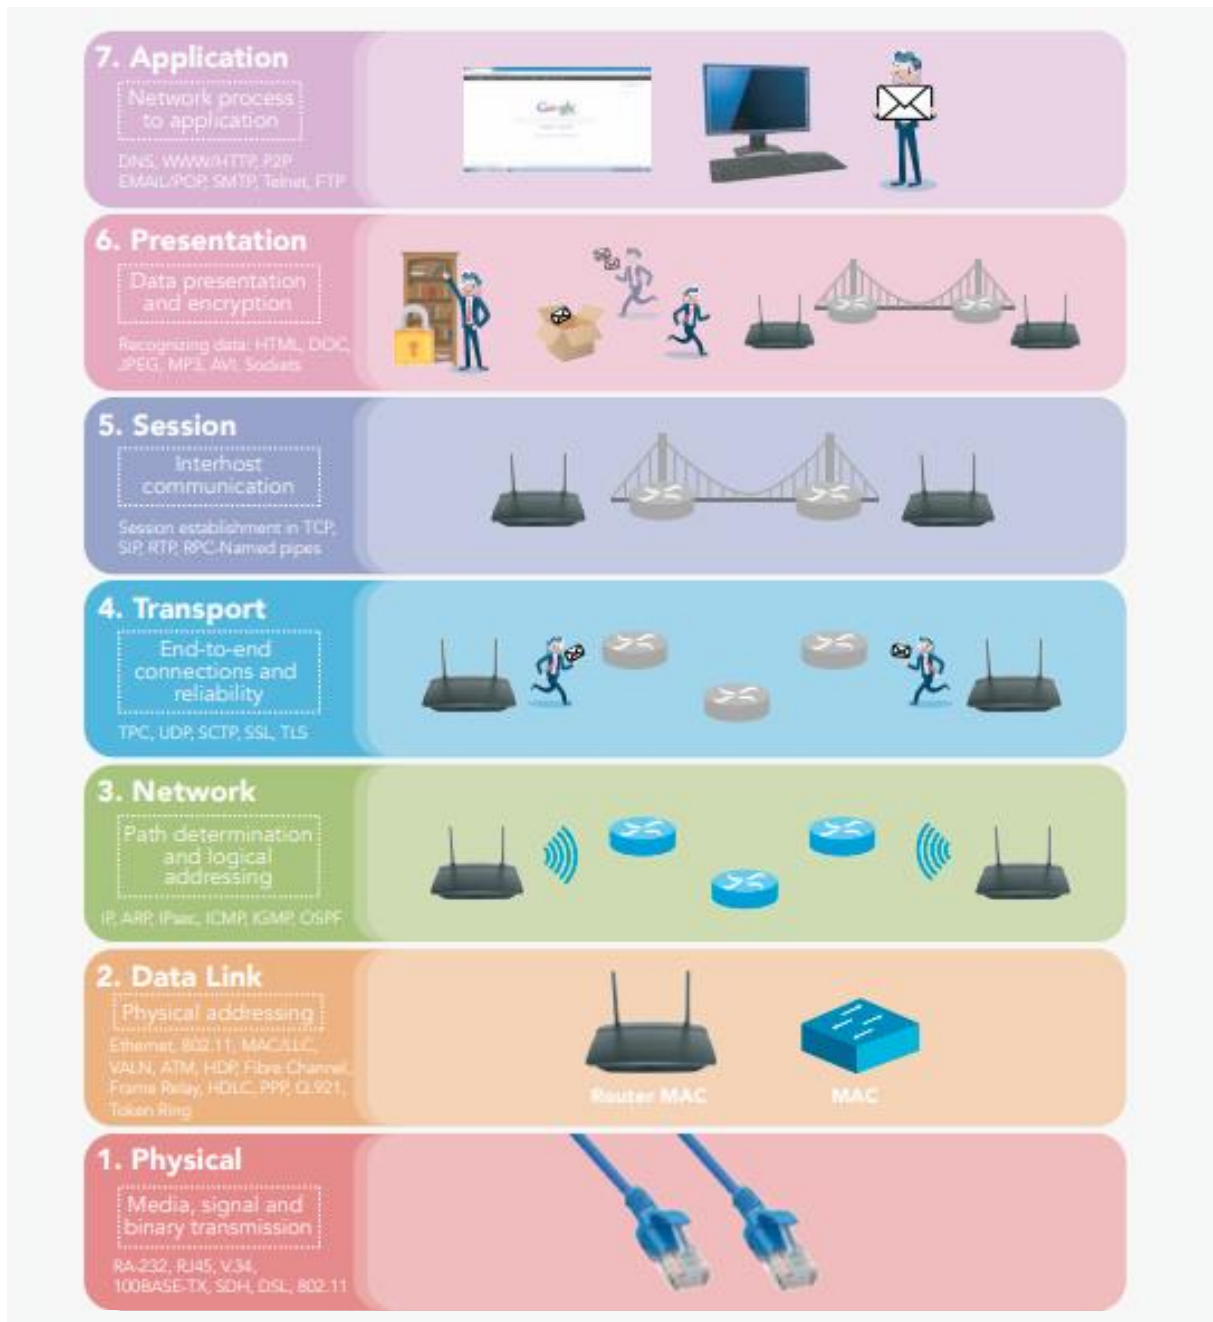 7. Application
Network process
to application
DNS, WWW/HTTP, P2P
EMAIL/POP, SMTP, Telnet, FTP
Google
6. Presentation
Data presentation
and encryption
Recognizing data: HTML, DOC,
JPEG, MP3, AVI, Sockets
5. Session
Interhost
communication
Session establishment in TCP,
SIP, RTP, RPC-Named pipes
4. Transport
End-to-end
connections and
reliability
TPC, UDP, SCTP, SSL, TLS
3. Network
Path determination
and logical
addressing
IP, ARP, IPsec, ICMP, IGMP, OSPF
2. Data Link
Physical addressing
Ethernet, 802.11, MAC/LLC,
VALN, ATM, HDP, Fibre Channel,
Frame Relay, HDLC, PPP, Q.921,
Token Ring
Router MAC
MAC
1. Physical
Media, signal and
binary transmission
RA-232, RJ45, V.34,
100BASE-TX, SDH, DSL, 802.11